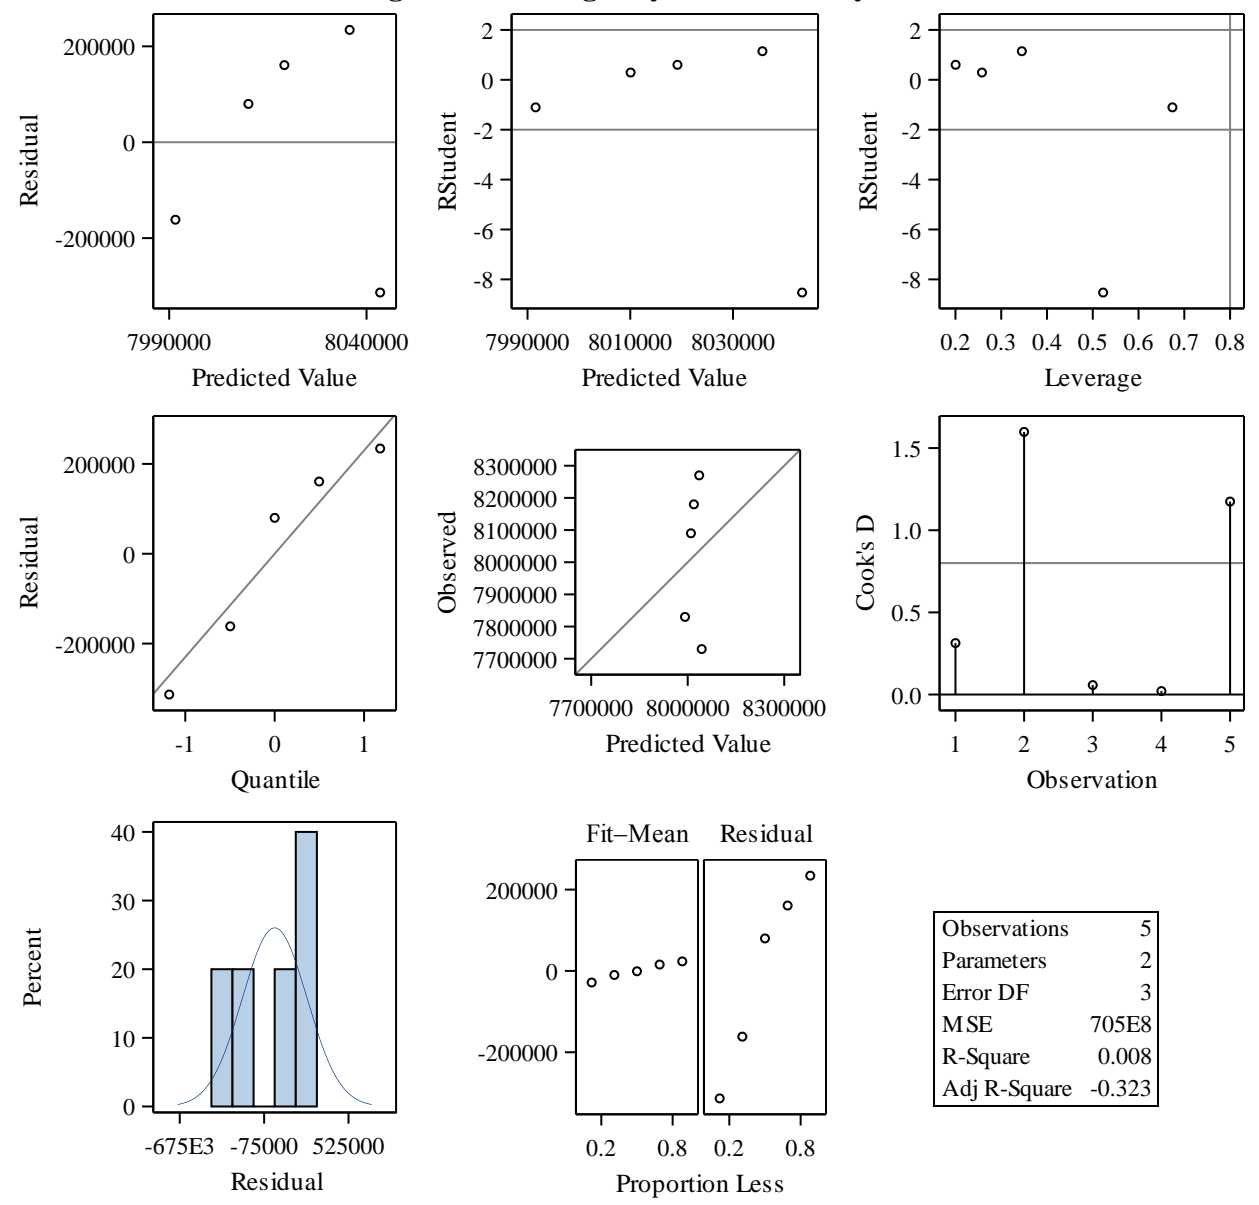 200000
0
-200000
Residual
7990000 8040000
Predicted Value
2
0
-2
-4
-6
-8
RStudent
7990000 8010000 8030000
Predicted Value
2
0
-2
-4
-6
-8
RStudent
0.2 0.3 0.4 0.5 0.6 0.7 0.8
Leverage
200000
0
-200000
Residual
-1 0 1
Quantile
8300000
8200000
8100000
8000000
7900000
7800000
7700000
Observed
7700000 8000000 8300000
Predicted Value
1.5
1.0
0.5
0.0
Cook's D
1 2 3 4 5
Observation
40
30
20
10
0
Percent
-675E3 -75000 525000
Residual
Fit–Mean Residual
200000
0
-200000
0.2 0.8 0.2 0.8
Proportion Less
Observations 5
Parameters 2
Error DF 3
MSE 705E8
R-Square 0.008
Adj R-Square -0.323